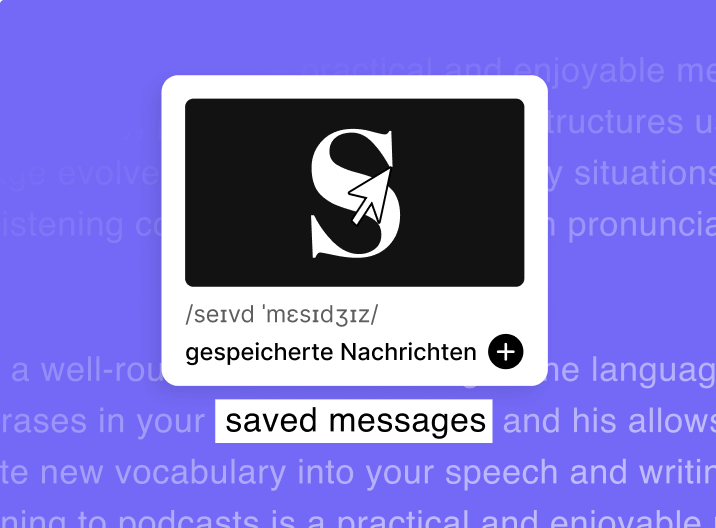 practical and enjoyable me
tructures u
ge evolve y situations
listening co n pronuncia
S
/seɪvd ˈmɛsɪdʒɪz/
gespeicherte Nachrichten
a well-rou he languag
rases in your saved messages and his allows
te new vocabulary into your speech and writin
ning to podcasts is a practical and enjoyable